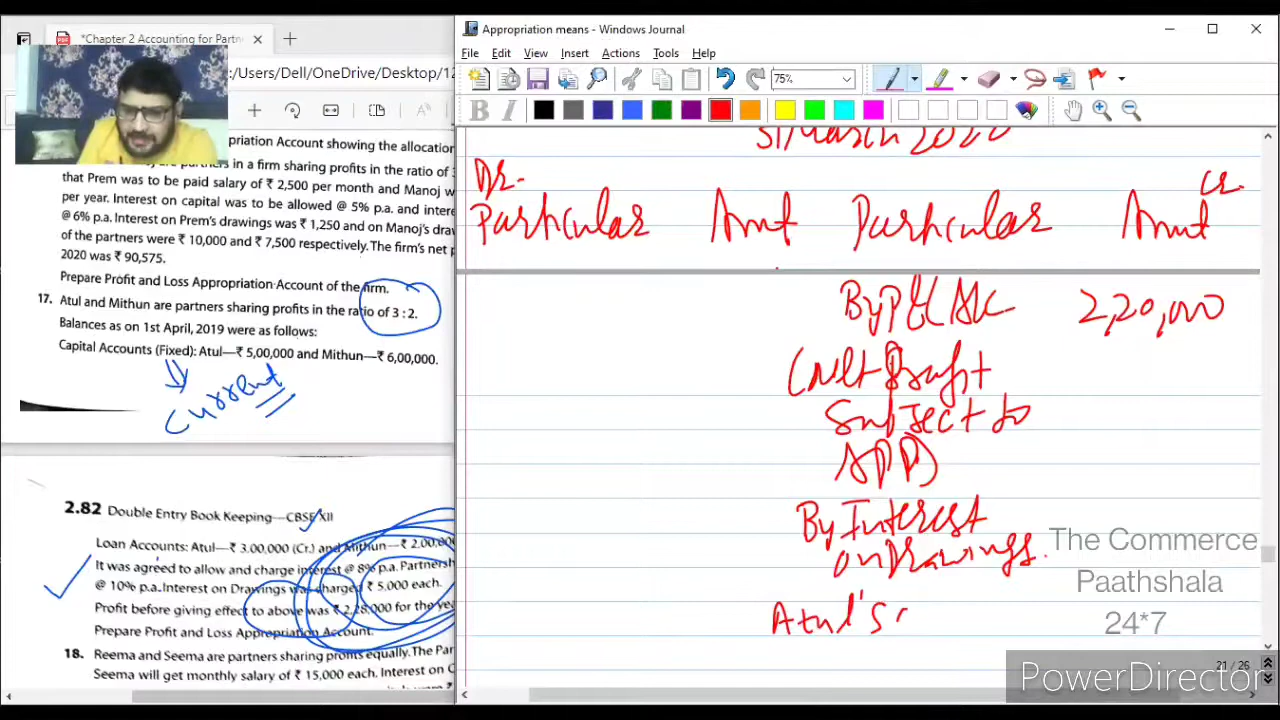 *Chapter 2 Accounting for Partn
:/Users/Dell/OneDrive/Desktop/12
priation Account showing the allocation
partners in a firm sharing profits in the ratio of 3
that Prem was to be paid salary of ₹ 2,500 per month and Manoj w
per year. Interest on capital was to be allowed @ 5% p.a. and intere
@ 6% p.a. Interest on Prem's drawings was ₹ 1,250 and on Manoj's draw
of the partners were ₹ 10,000 and ₹ 7,500 respectively. The firm's net p
2020 was ₹ 90,575.
Prepare Profit and Loss Appropriation Account of the firm.
17. Atul and Mithun are partners sharing profits in the ratio of 3 : 2.
Balances as on 1st April, 2019 were as follows:
Capital Accounts (Fixed): Atul—₹ 5,00,000 and Mithun—₹ 6,00,000.
Current
2.82 Double Entry Book Keeping—CBSE XII
Loan Accounts: Atul—₹ 3,00,000 (Cr.) and Mithun—₹ 2,00,000
It was agreed to allow and charge interest @ 8% p.a. Partnersh
@ 10% p.a. Interest on Drawings was charged ₹ 5,000 each.
Profit before giving effect to above was ₹ 2,28,000 for the yea
Prepare Profit and Loss Appropriation Account.
18. Reema and Seema are partners sharing profits equally. The Par
Seema will get monthly salary of ₹ 15,000 each. Interest on C
Appropriation means - Windows Journal
File Edit View Insert Actions Tools Help
75%
B I
31/March 2020
Dr. Cr.
Particular Amt Particular Amt
By P&L A/c 2,20,000
(Net Profit
Subject to
APP)
By Interest
on Drawings.
Atul's
The Commerce
Paathshala
24*7
21 / 26
PowerDirector